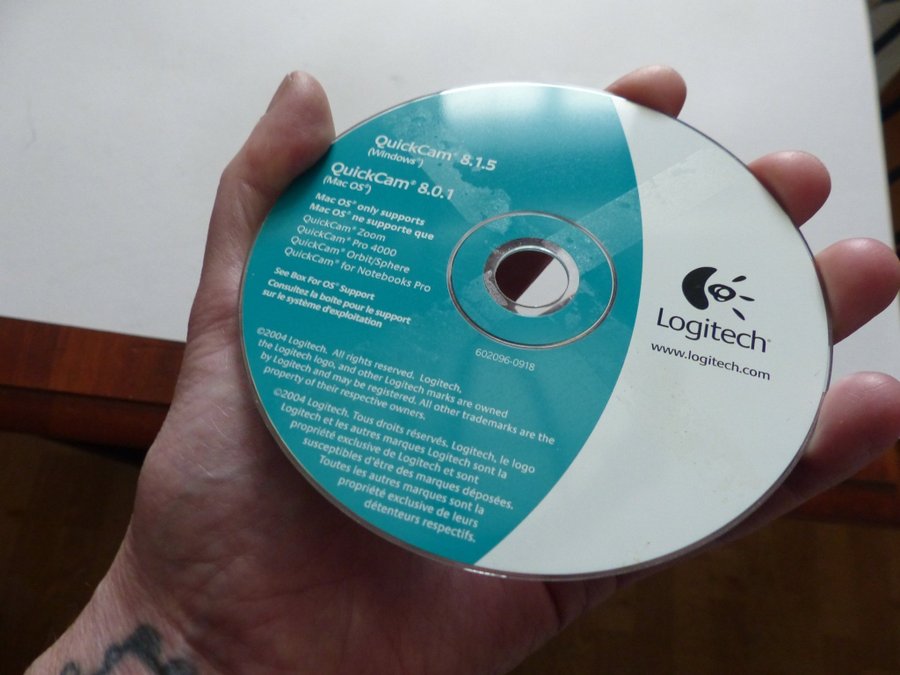 QuickCam® 8.1.5
(Windows®)
QuickCam® 8.0.1
(Mac OS®)
Mac OS® only supports
Mac OS® ne supporte que
QuickCam® Zoom
QuickCam® Pro 4000
QuickCam® Orbit/Sphere
QuickCam® for Notebooks Pro
See Box For OS® Support
Consultez la boîte pour le support
sur le système d'exploitation
©2004 Logitech. All rights reserved. Logitech,
the Logitech logo, and other Logitech marks are owned
by Logitech and may be registered. All other trademarks are the
property of their respective owners.
©2004 Logitech. Tous droits réservés. Logitech, le logo
Logitech et les autres marques Logitech sont la
propriété exclusive de Logitech et sont
susceptibles d'être des marques déposées.
Toutes les autres marques sont la
propriété exclusive de leurs
détenteurs respectifs.
602096-0918
Logitech
www.logitech.com